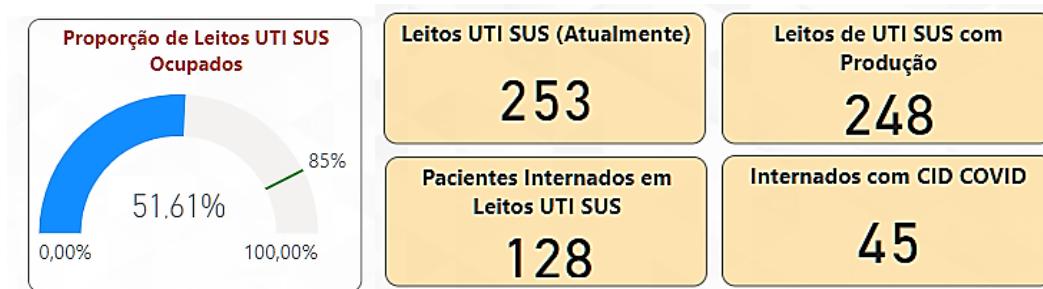 Proporção de Leitos UTI SUS
Ocupados
85%
51,61%
0,00%
100,00%
Leitos UTI SUS (Atualmente)
253
Leitos de UTI SUS com
Produção
248
Pacientes Internados em
Leitos UTI SUS
128
Internados com CID COVID
45